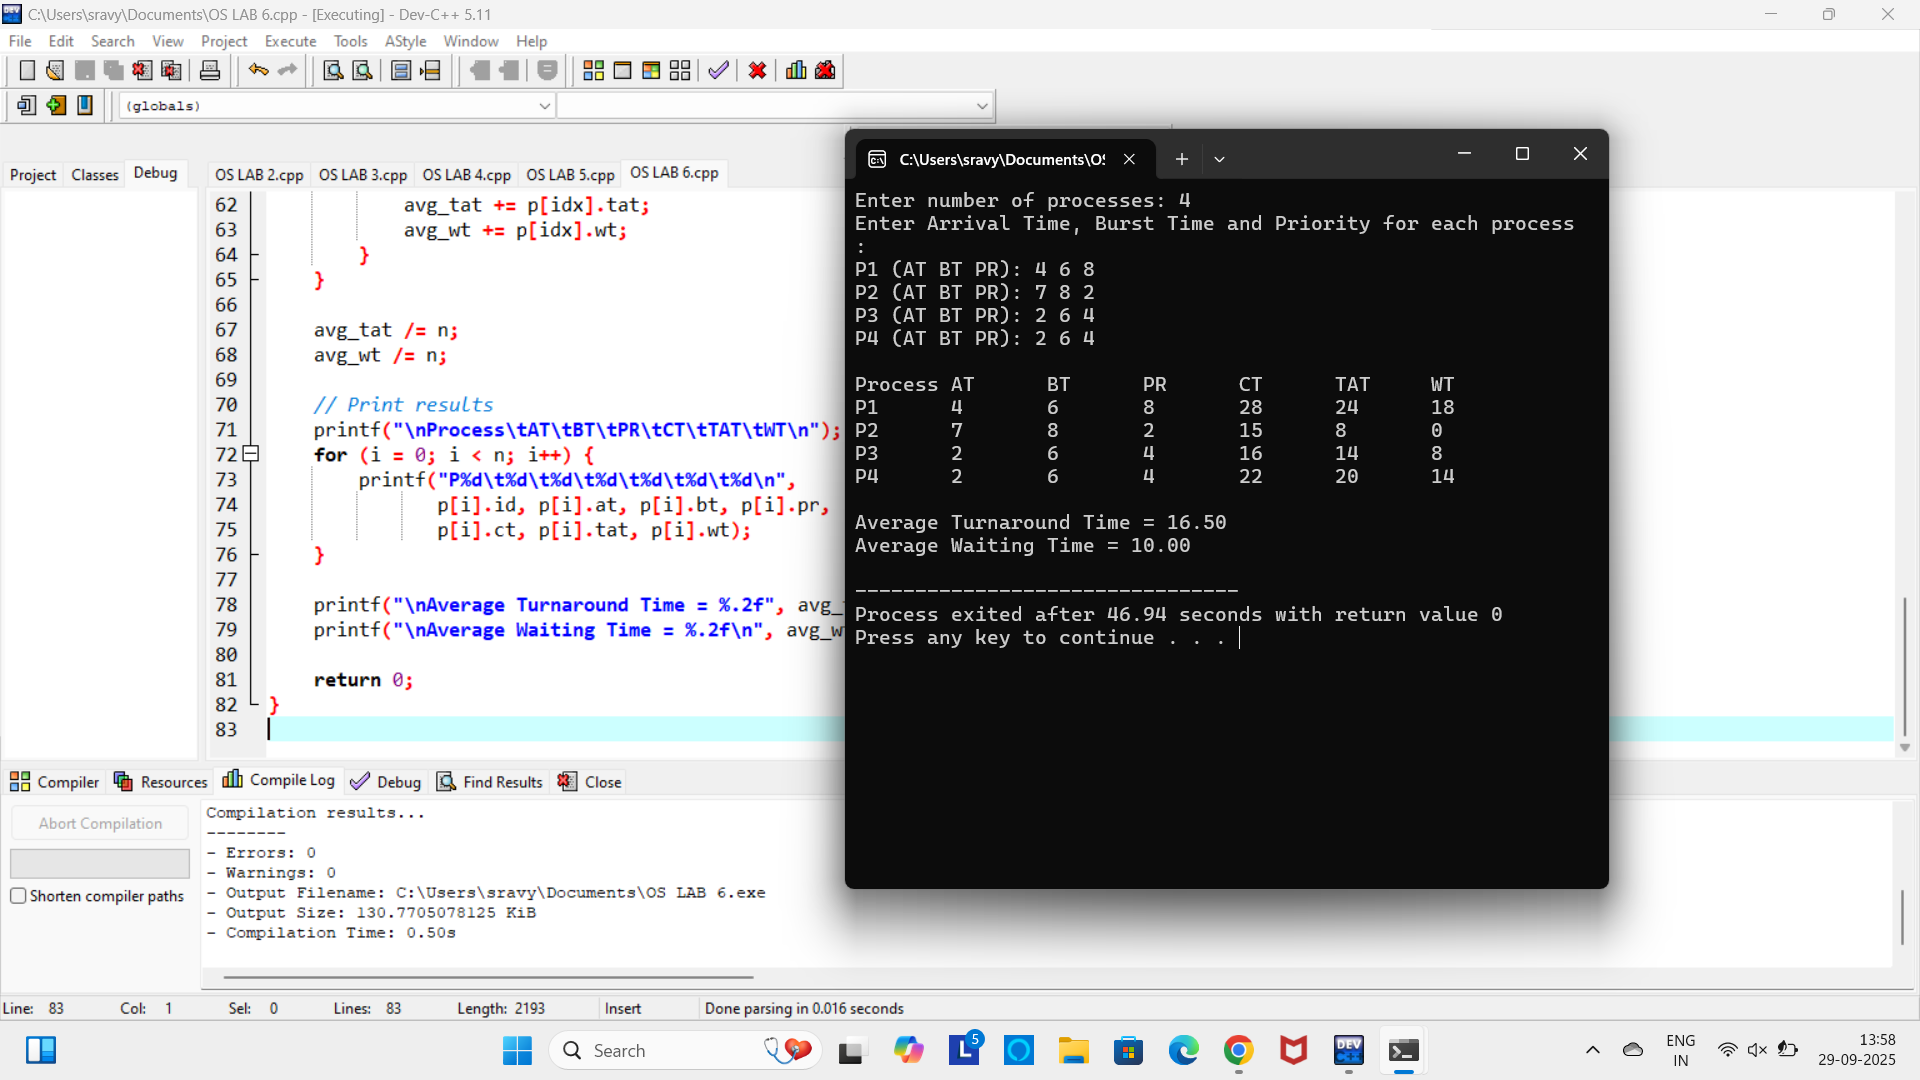 C:\Users\sravy\Documents\OS LAB 6.cpp - [Executing] - Dev-C++ 5.11
File Edit Search View Project Execute Tools AStyle Window Help
(globals)
Project Classes Debug
OS LAB 2.cpp OS LAB 3.cpp OS LAB 4.cpp OS LAB 5.cpp OS LAB 6.cpp
62 avg_tat += p[idx].tat;
63 avg_wt += p[idx].wt;
64 }
65 }
66
67 avg_tat /= n;
68 avg_wt /= n;
69
70 // Print results
71 printf("\nProcess\tAT\tBT\tPR\tCT\tTAT\tWT\n");
72 for (i = 0; i < n; i++) {
73 printf("P%d\t%d\t%d\t%d\t%d\t%d\t%d\n",
74 p[i].id, p[i].at, p[i].bt, p[i].pr,
75 p[i].ct, p[i].tat, p[i].wt);
76 }
77
78 printf("\nAverage Turnaround Time = %.2f", avg_
79 printf("\nAverage Waiting Time = %.2f\n", avg_w
80
81 return 0;
82 }
83
C:\Users\sravy\Documents\OS
Enter number of processes: 4
Enter Arrival Time, Burst Time and Priority for each process
:
P1 (AT BT PR): 4 6 8
P2 (AT BT PR): 7 8 2
P3 (AT BT PR): 2 6 4
P4 (AT BT PR): 2 6 4
Process AT BT PR CT TAT WT
P1 4 6 8 28 24 18
P2 7 8 2 15 8 0
P3 2 6 4 16 14 8
P4 2 6 4 22 20 14
Average Turnaround Time = 16.50
Average Waiting Time = 10.00
--------------------------------
Process exited after 46.94 seconds with return value 0
Press any key to continue . . .
Compiler Resources Compile Log Debug Find Results Close
Abort Compilation
Shorten compiler paths
Compilation results...
--------
- Errors: 0
- Warnings: 0
- Output Filename: C:\Users\sravy\Documents\OS LAB 6.exe
- Output Size: 130.7705078125 KiB
- Compilation Time: 0.50s
Line: 83 Col: 1 Sel: 0 Lines: 83 Length: 2193 Insert Done parsing in 0.016 seconds
Search
L 5
DEV C++
ENG
IN
13:58
29-09-2025